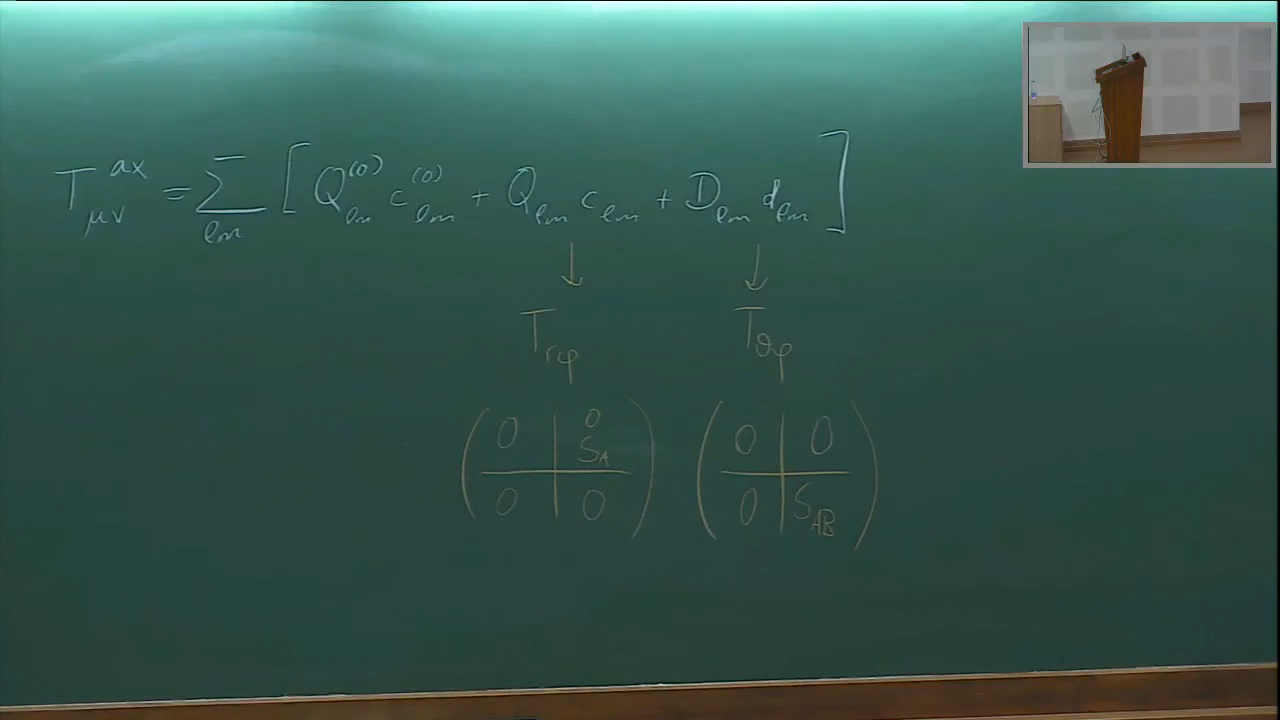 T_{μν}^{ax} = Σ_{ℓm} [ Q^{(0)}_{ℓm} c^{(0)}_{ℓm} + Q_{ℓm} c_{ℓm} + D_{ℓm} d_{ℓm} ]
↓ ↓
T_{rφ} T_{θφ}
( 0 | 0 S_A ) ( 0 | 0 )
( 0 | 0 ) ( 0 | S_{AB} )